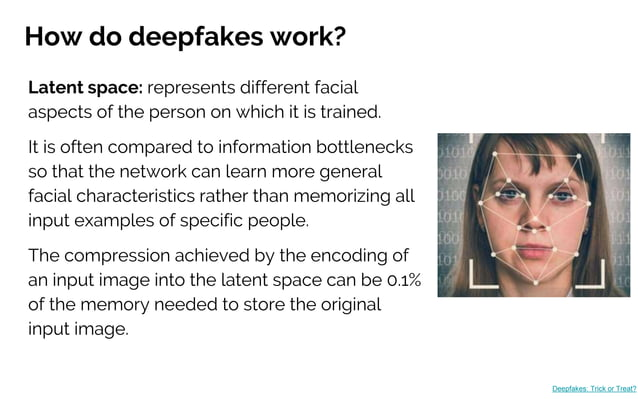 How do deepfakes work?
Latent space: represents different facial
aspects of the person on which it is trained.
It is often compared to information bottlenecks
so that the network can learn more general
facial characteristics rather than memorizing all
input examples of specific people.
The compression achieved by the encoding of
an input image into the latent space can be 0.1%
of the memory needed to store the original
input image.
Deepfakes: Trick or Treat?